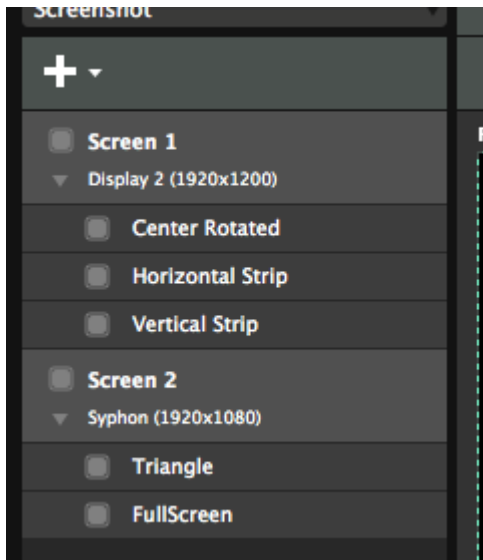 Screenshot
Screen 1
Display 2 (1920x1200)
Center Rotated
Horizontal Strip
Vertical Strip
Screen 2
Syphon (1920x1080)
Triangle
FullScreen